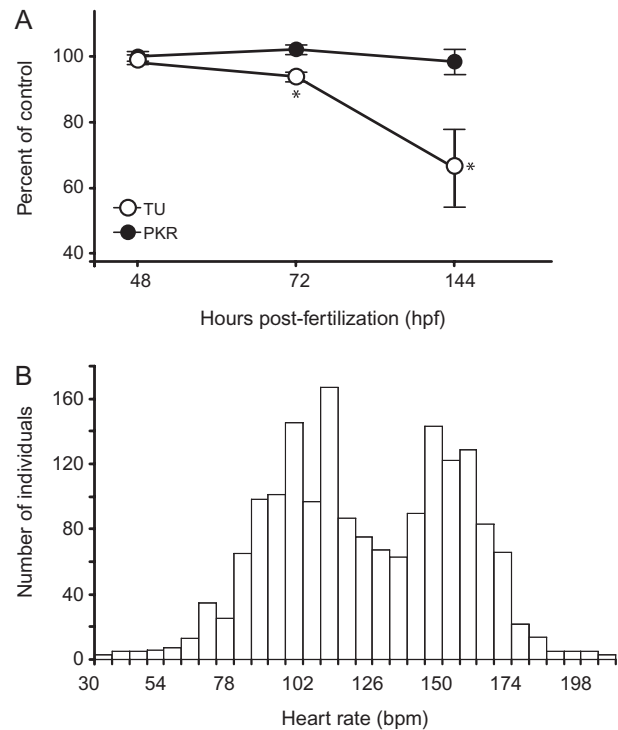 A
Percent of control
100
80
60
40
*
*
TU
PKR
48 72 144
Hours post-fertilization (hpf)
B
Number of individuals
160
120
80
40
0
30 54 78 102 126 150 174 198
Heart rate (bpm)